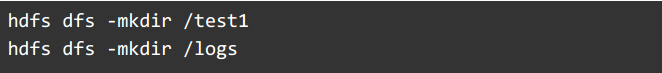 hdfs dfs -mkdir /test1
hdfs dfs -mkdir /logs